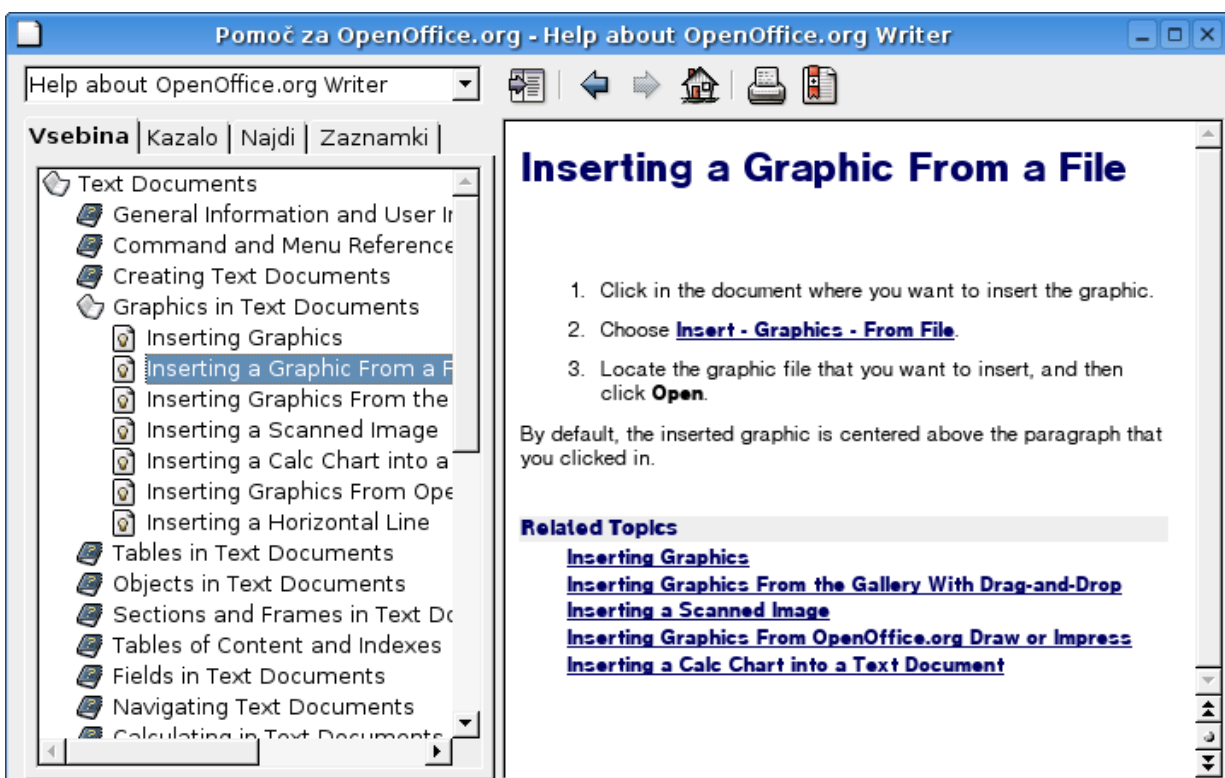 Pomoč za OpenOffice.org - Help about OpenOffice.org Writer
Help about OpenOffice.org Writer
Vsebina Kazalo Najdi Zaznamki
Text Documents
General Information and User In
Command and Menu Reference
Creating Text Documents
Graphics in Text Documents
Inserting Graphics
Inserting a Graphic From a F
Inserting Graphics From the
Inserting a Scanned Image
Inserting a Calc Chart into a
Inserting Graphics From Ope
Inserting a Horizontal Line
Tables in Text Documents
Objects in Text Documents
Sections and Frames in Text Do
Tables of Content and Indexes
Fields in Text Documents
Navigating Text Documents
Calculating in Text Documents
Inserting a Graphic From a File
1. Click in the document where you want to insert the graphic.
2. Choose Insert - Graphics - From File.
3. Locate the graphic file that you want to insert, and then
click Open.
By default, the inserted graphic is centered above the paragraph that
you clicked in.
Related Topics
Inserting Graphics
Inserting Graphics From the Gallery With Drag-and-Drop
Inserting a Scanned Image
Inserting Graphics From OpenOffice.org Draw or Impress
Inserting a Calc Chart into a Text Document